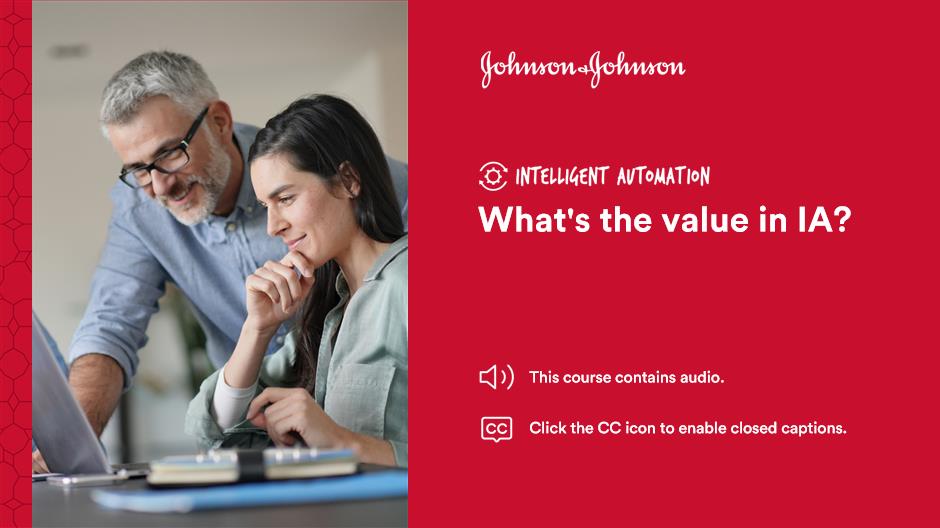 Johnson & Johnson
INTELLIGENT AUTOMATION
What's the value in IA?
This course contains audio.
CC
Click the CC icon to enable closed captions.